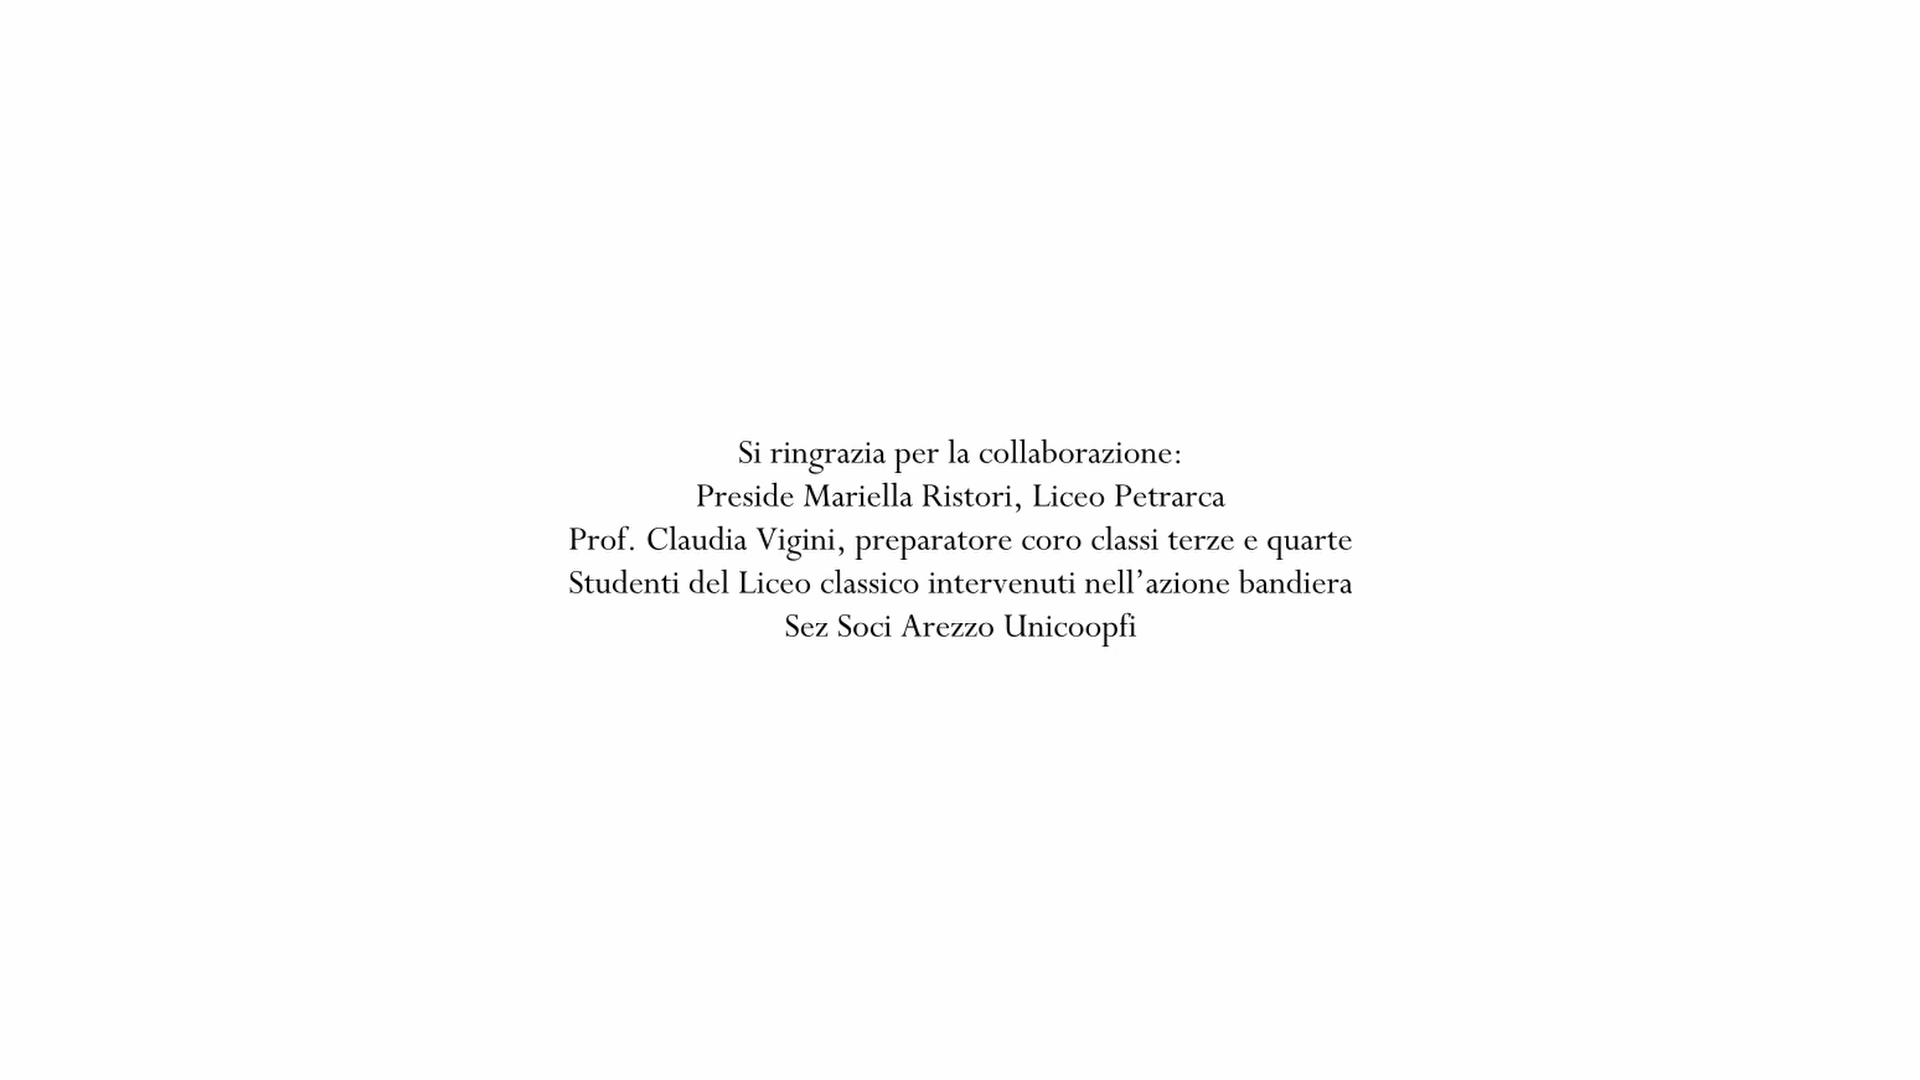 Si ringrazia per la collaborazione:
Preside Mariella Ristori, Liceo Petrarca
Prof. Claudia Vigini, preparatore coro classi terze e quarte
Studenti del Liceo classico intervenuti nell’azione bandiera
Sez Soci Arezzo Unicoopfi